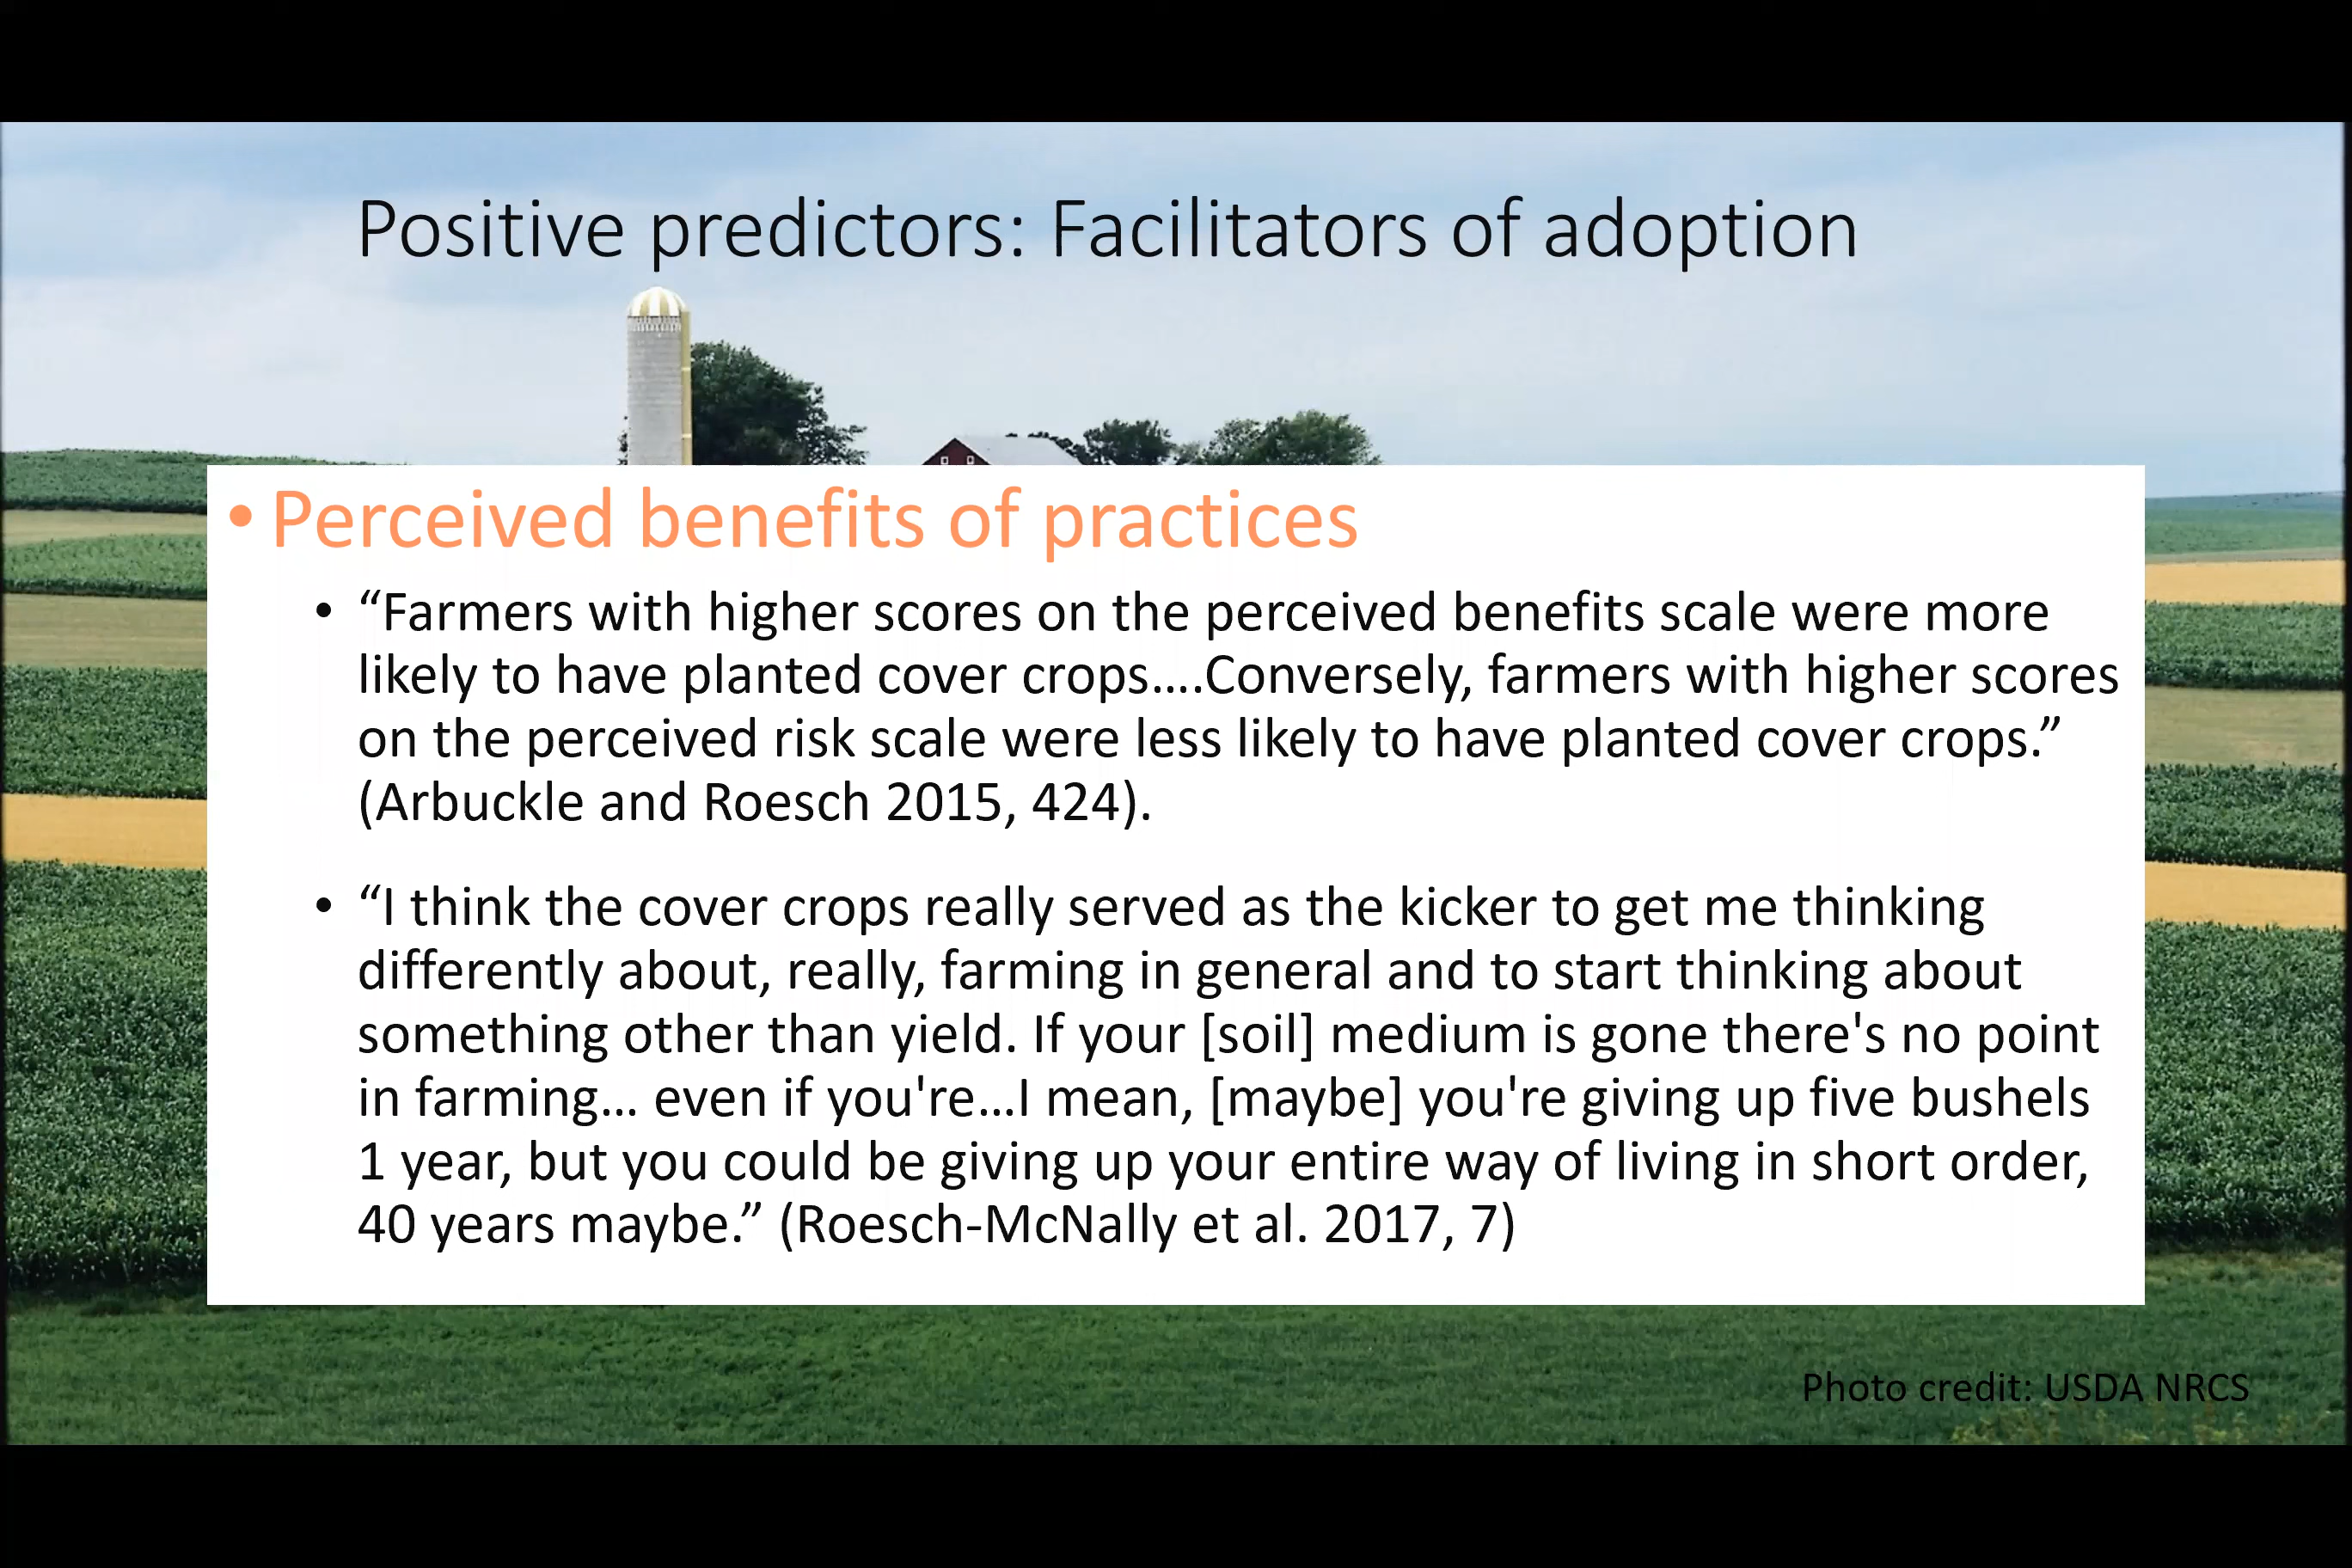 Positive predictors: Facilitators of adoption
• Perceived benefits of practices
• “Farmers with higher scores on the perceived benefits scale were more
likely to have planted cover crops....Conversely, farmers with higher scores
on the perceived risk scale were less likely to have planted cover crops.”
(Arbuckle and Roesch 2015, 424).
• “I think the cover crops really served as the kicker to get me thinking
differently about, really, farming in general and to start thinking about
something other than yield. If your [soil] medium is gone there's no point
in farming... even if you're...I mean, [maybe] you're giving up five bushels
1 year, but you could be giving up your entire way of living in short order,
40 years maybe.” (Roesch-McNally et al. 2017, 7)
Photo credit: USDA NRCS